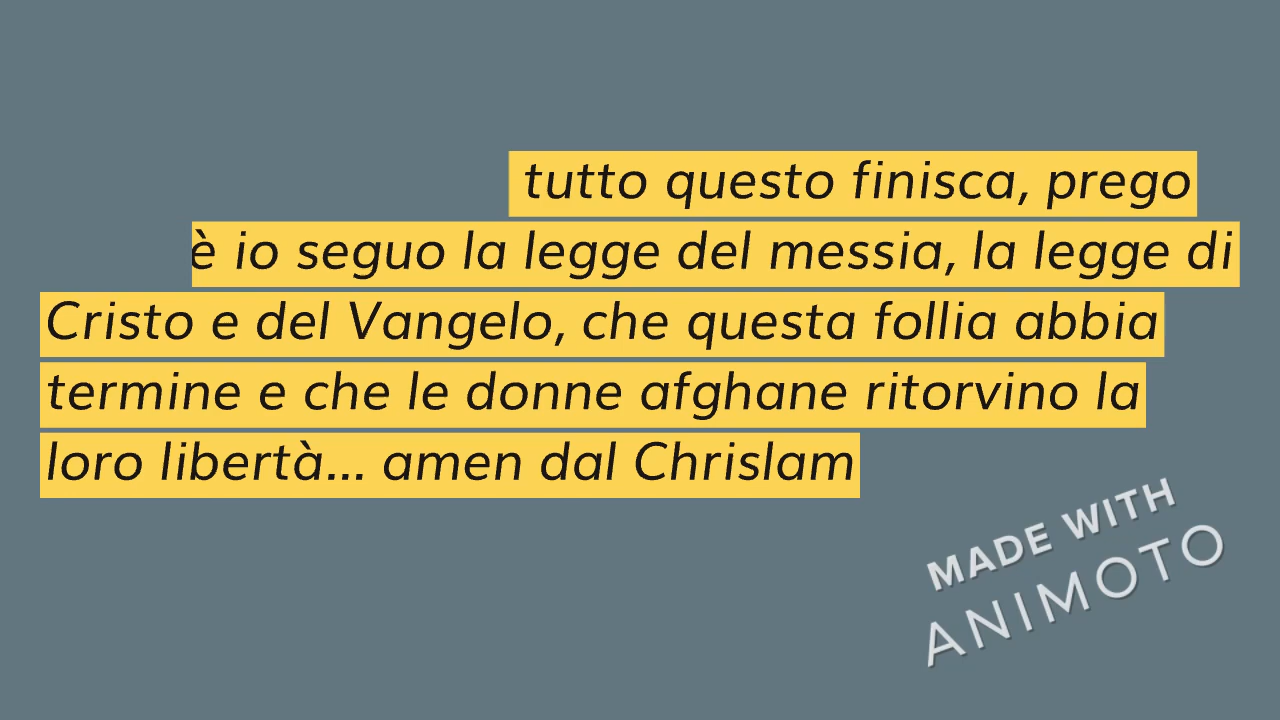 tutto questo finisca, prego
è io seguo la legge del messia, la legge di
Cristo e del Vangelo, che questa follia abbia
termine e che le donne afghane ritorvino la
loro libertà... amen dal Chrislam
MADE WITH
ANIMOTO